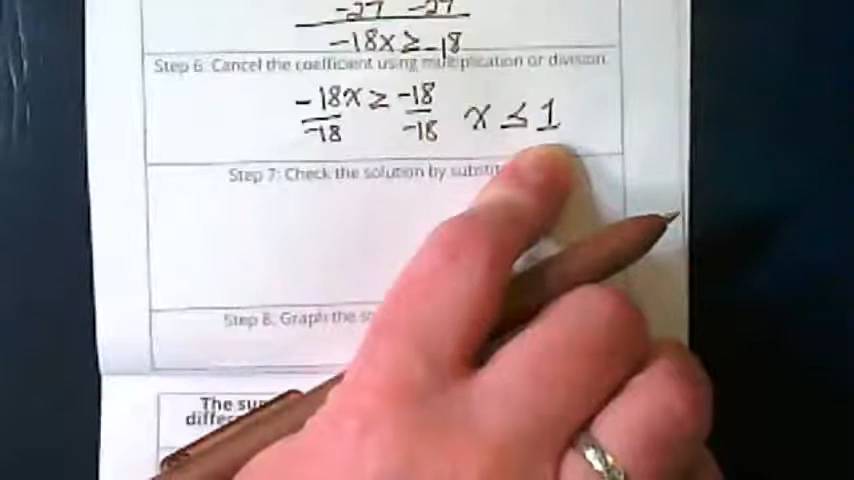 -27 -27
-18x ≥ -18
Step 6: Cancel the coefficient using multiplication or division.
-18x ≥ -18 x ≤ 1
-18 -18
Step 7: Check the solution by
Step 8. Graph the
The